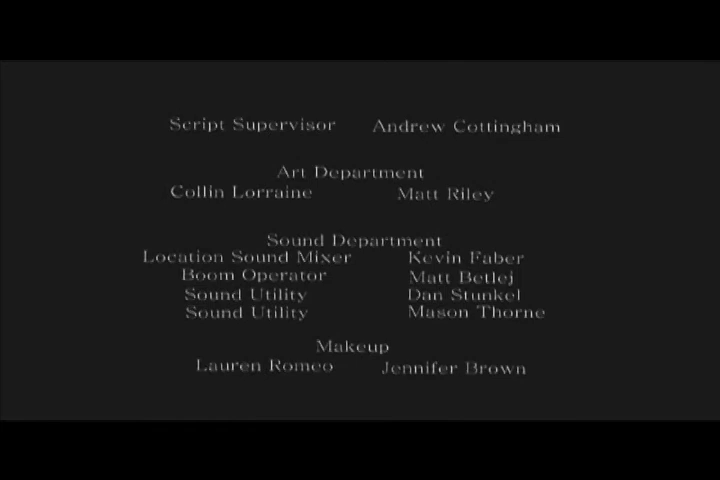 Script Supervisor Andrew Cottingham
Art Department
Collin Lorraine Matt Riley
Sound Department
Location Sound Mixer Kevin Faber
Boom Operator Matt Betlej
Sound Utility Dan Stunkel
Sound Utility Mason Thorne
Makeup
Lauren Romeo Jennifer Brown